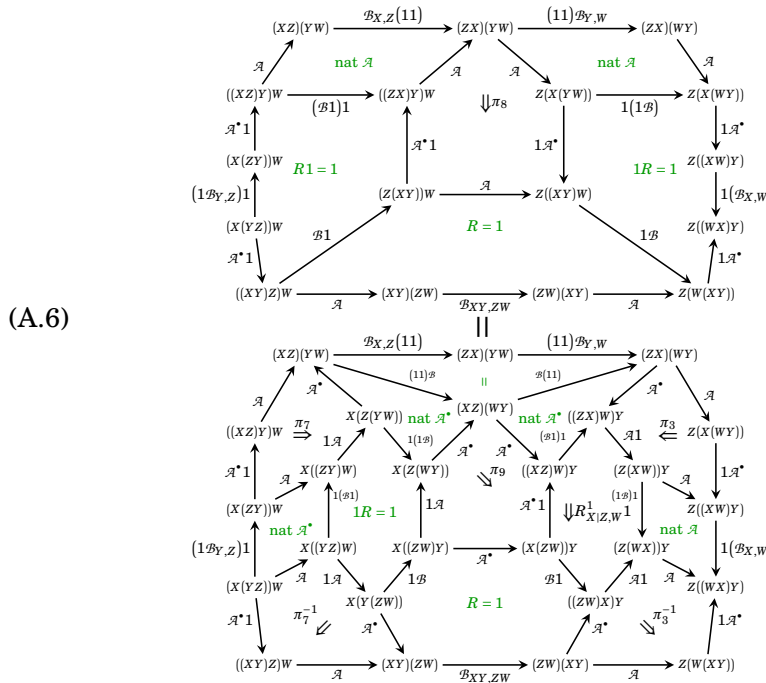 ℬ_{X,Z}(11) (11)ℬ_{Y,W}
(XZ)(YW) (ZX)(YW) (ZX)(WY)
𝒜 nat 𝒜 𝒜 𝒜 nat 𝒜 𝒜
((XZ)Y)W ((ZX)Y)W ⇓π₈ Z(X(YW)) Z(X(WY))
(ℬ1)1 1(1ℬ)
𝒜•1 𝒜•1 1𝒜• 1𝒜•
(X(ZY))W R1 = 1 1R = 1 Z((XW)Y)
(1ℬ_{Y,Z})1 (Z(XY))W 𝒜 Z((XY)W) 1(ℬ_{X,W}
(X(YZ))W R = 1 Z((WX)Y)
𝒜•1 ℬ1 1ℬ 1𝒜•
((XY)Z)W 𝒜 (XY)(ZW) ℬ_{XY,ZW} (ZW)(XY) 𝒜 Z(W(XY))
(A.6)
=
ℬ_{X,Z}(11) (11)ℬ_{Y,W}
(XZ)(YW) (ZX)(YW) (ZX)(WY)
(11)ℬ = ℬ(11)
𝒜 𝒜• 𝒜• 𝒜
(XZ)(WY)
X(Z(YW)) nat 𝒜• nat 𝒜• ((ZX)W)Y
((XZ)Y)W π₇ ⇒ 1(1ℬ) (ℬ1)1 π₃ ⇐ Z(X(WY))
1𝒜 𝒜• 𝒜• 𝒜1
𝒜•1 X((ZY)W) X(Z(WY)) ⇘π₉ ((XZ)W)Y (Z(XW))Y 1𝒜•
𝒜 𝒜
(X(ZY))W 1(ℬ1) 1R = 1 1𝒜 𝒜•1 ⇓R¹_{X|Z,W}1 (1ℬ)1 Z((XW)Y)
nat 𝒜• nat 𝒜
(1ℬ_{Y,Z})1 X((YZ)W) X((ZW)Y) 𝒜• (X(ZW))Y (Z(WX))Y 1(ℬ_{X,W}
𝒜 1𝒜 1ℬ ℬ1 𝒜1 𝒜
(X(YZ))W X(Y(ZW)) R = 1 ((ZW)X)Y Z((WX)Y)
𝒜•1 π₇⁻¹ ⇙ 𝒜• 𝒜• ⇘ π₃⁻¹ 1𝒜•
((XY)Z)W 𝒜 (XY)(ZW) ℬ_{XY,ZW} (ZW)(XY) 𝒜 Z(W(XY))